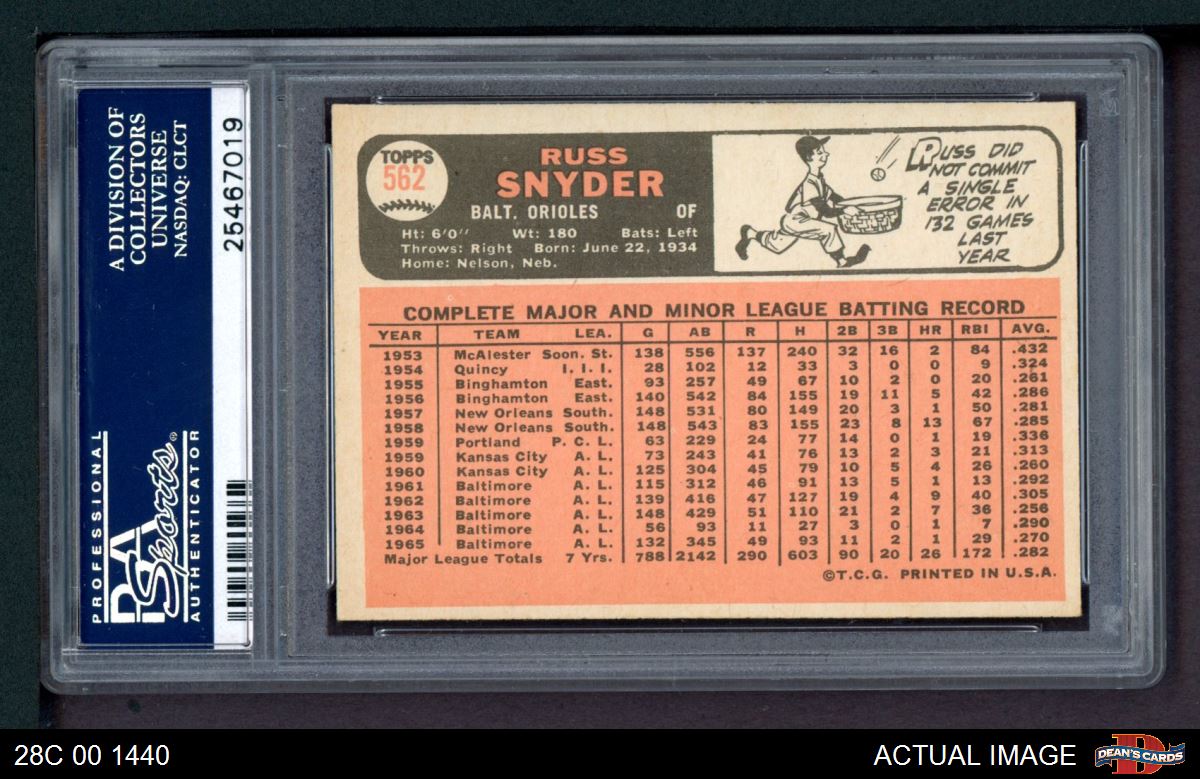 A DIVISION OF
COLLECTORS
UNIVERSE
NASDAQ: CLCT
25467019
PROFESSIONAL
PSA
Sports®
AUTHENTICATOR
TOPPS
562
RUSS
SNYDER
BALT. ORIOLES OF
Ht: 6'0" Wt: 180 Bats: Left
Throws: Right Born: June 22, 1934
Home: Nelson, Neb.
RUSS DID
NOT COMMIT
A SINGLE
ERROR IN
132 GAMES
LAST
YEAR
COMPLETE MAJOR AND MINOR LEAGUE BATTING RECORD
YEAR TEAM LEA. G AB R H 2B 3B HR RBI AVG.
1953 McAlester Soon. St. 138 556 137 240 32 16 2 84 .432
1954 Quincy I. I. I. 28 102 12 33 3 0 0 9 .324
1955 Binghamton East. 93 257 49 67 10 2 0 20 .261
1956 Binghamton East. 140 542 84 155 19 11 5 42 .286
1957 New Orleans South. 148 531 80 149 20 3 1 50 .281
1958 New Orleans South. 148 543 83 155 23 8 13 67 .285
1959 Portland P. C. L. 63 229 24 77 14 0 1 19 .336
1959 Kansas City A. L. 73 243 41 76 13 2 3 21 .313
1960 Kansas City A. L. 125 304 45 79 10 5 4 26 .260
1961 Baltimore A. L. 115 312 46 91 13 5 1 13 .292
1962 Baltimore A. L. 139 416 47 127 19 4 9 40 .305
1963 Baltimore A. L. 148 429 51 110 21 2 7 36 .256
1964 Baltimore A. L. 56 93 11 27 3 0 1 7 .290
1965 Baltimore A. L. 132 345 49 93 11 2 1 29 .270
Major League Totals 7 Yrs. 788 2142 290 603 90 20 26 172 .282
©T.C.G. PRINTED IN U.S.A.
28C 00 1440
ACTUAL IMAGE
D
DEAN'S CARDS